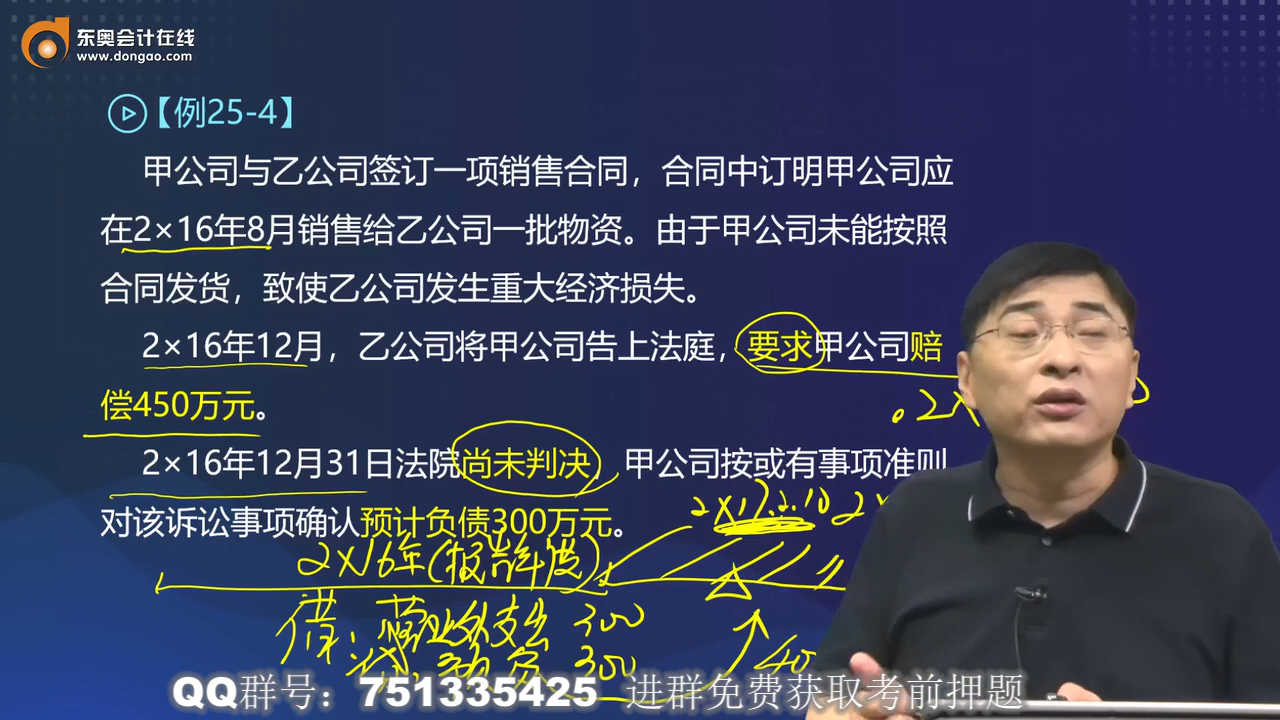 东奥会计在线
www.dongao.com
【例25-4】
甲公司与乙公司签订一项销售合同，合同中订明甲公司应
在2×16年8月销售给乙公司一批物资。由于甲公司未能按照
合同发货，致使乙公司发生重大经济损失。
2×16年12月，乙公司将甲公司告上法庭，要求甲公司赔
偿450万元。
2×16年12月31日法院尚未判决，甲公司按或有事项准则
对该诉讼事项确认预计负债300万元。
2×17.2.10
2×16年(报告年度)
借：营业外支出 300
300
QQ群号：751335425 进群免费获取考前押题